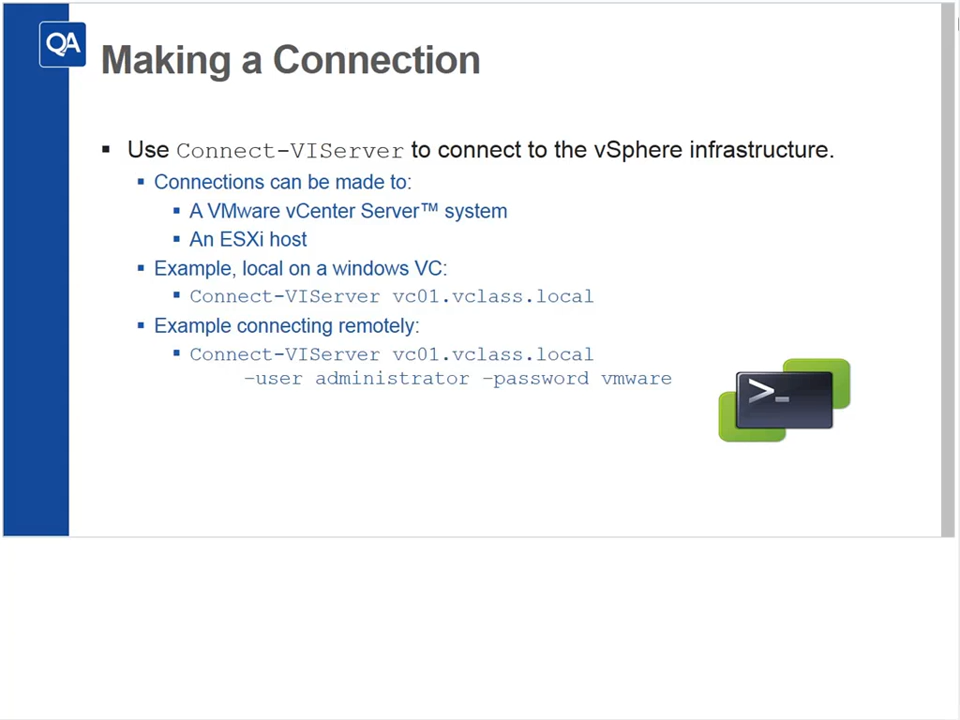 QA
Making a Connection
▪ Use Connect-VIServer to connect to the vSphere infrastructure.
▪ Connections can be made to:
▪ A VMware vCenter Server™ system
▪ An ESXi host
▪ Example, local on a windows VC:
▪ Connect-VIServer vc01.vclass.local
▪ Example connecting remotely:
▪ Connect-VIServer vc01.vclass.local
–user administrator –password vmware
>_